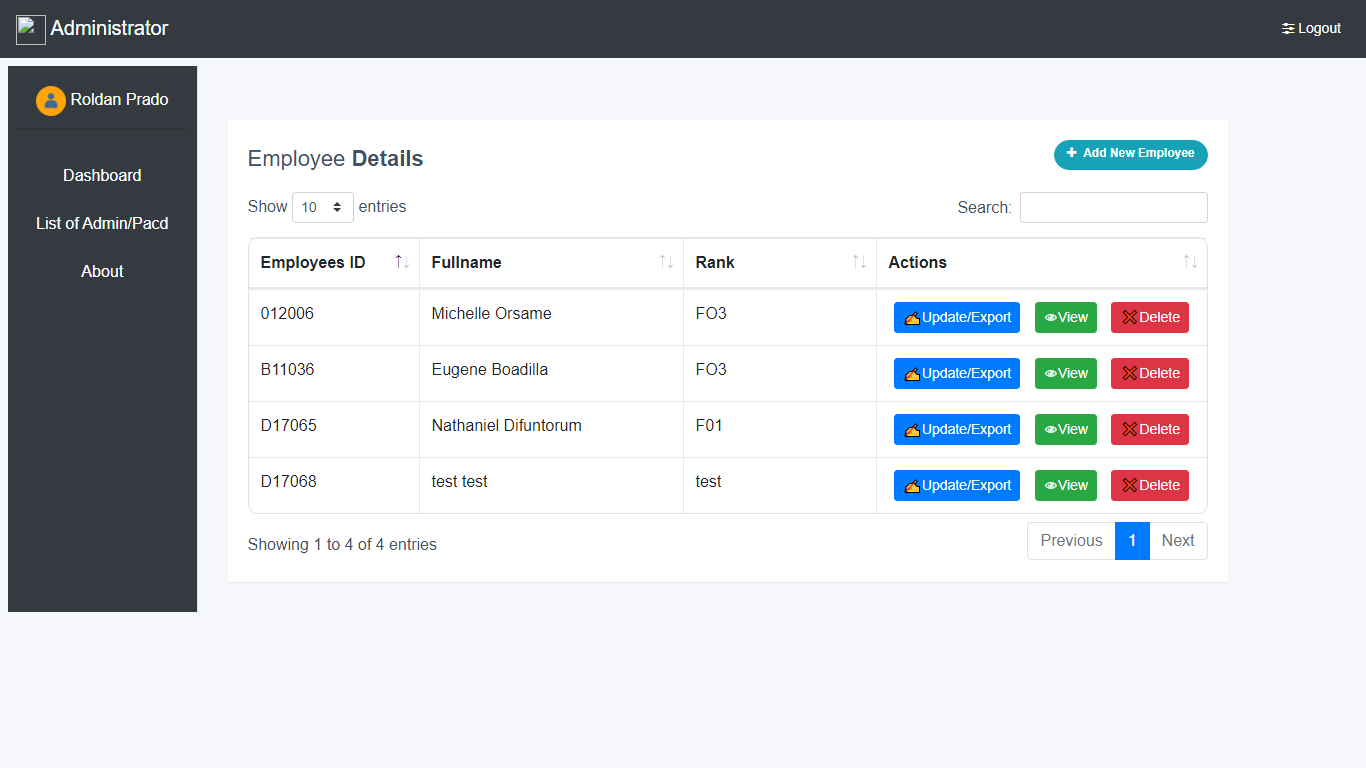 Administrator
Logout
Roldan Prado
Dashboard
List of Admin/Pacd
About
Employee Details
+ Add New Employee
Show 10 entries
Search:
Employees ID Fullname Rank Actions
012006 Michelle Orsame FO3 Update/Export View Delete
B11036 Eugene Boadilla FO3 Update/Export View Delete
D17065 Nathaniel Difuntorum F01 Update/Export View Delete
D17068 test test test Update/Export View Delete
Showing 1 to 4 of 4 entries
Previous 1 Next